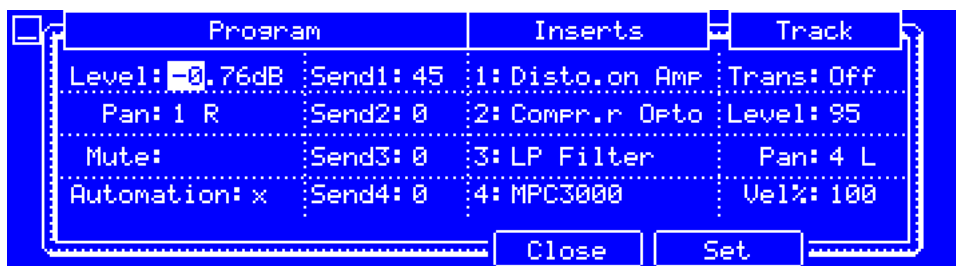 Program Inserts Track
Level: -0.76dB Send1: 45 1: Disto.on Amp Trans: Off
Pan: 1 R Send2: 0 2: Compr.r Opto Level: 95
Mute: Send3: 0 3: LP Filter Pan: 4 L
Automation: x Send4: 0 4: MPC3000 Vel%: 100
Close Set